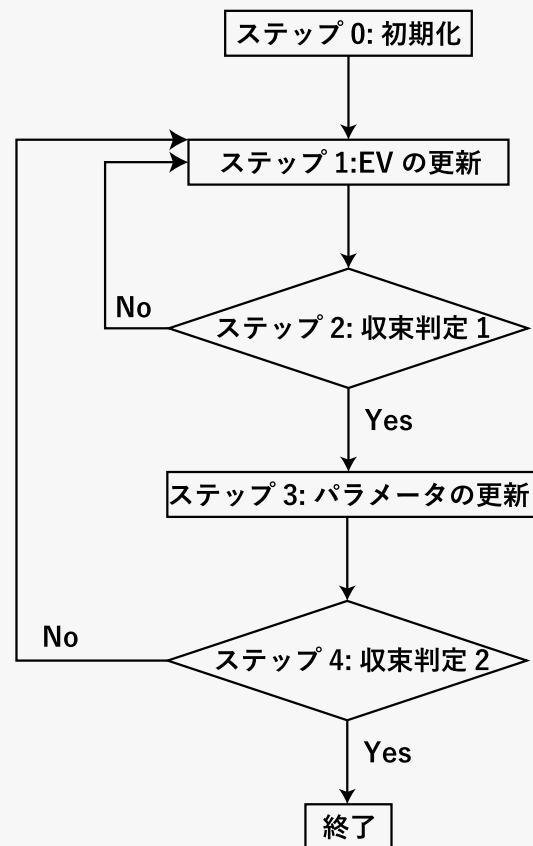 ステップ 0: 初期化
ステップ 1:EV の更新
No
ステップ 2: 収束判定 1
Yes
ステップ 3: パラメータの更新
No
ステップ 4: 収束判定 2
Yes
終了